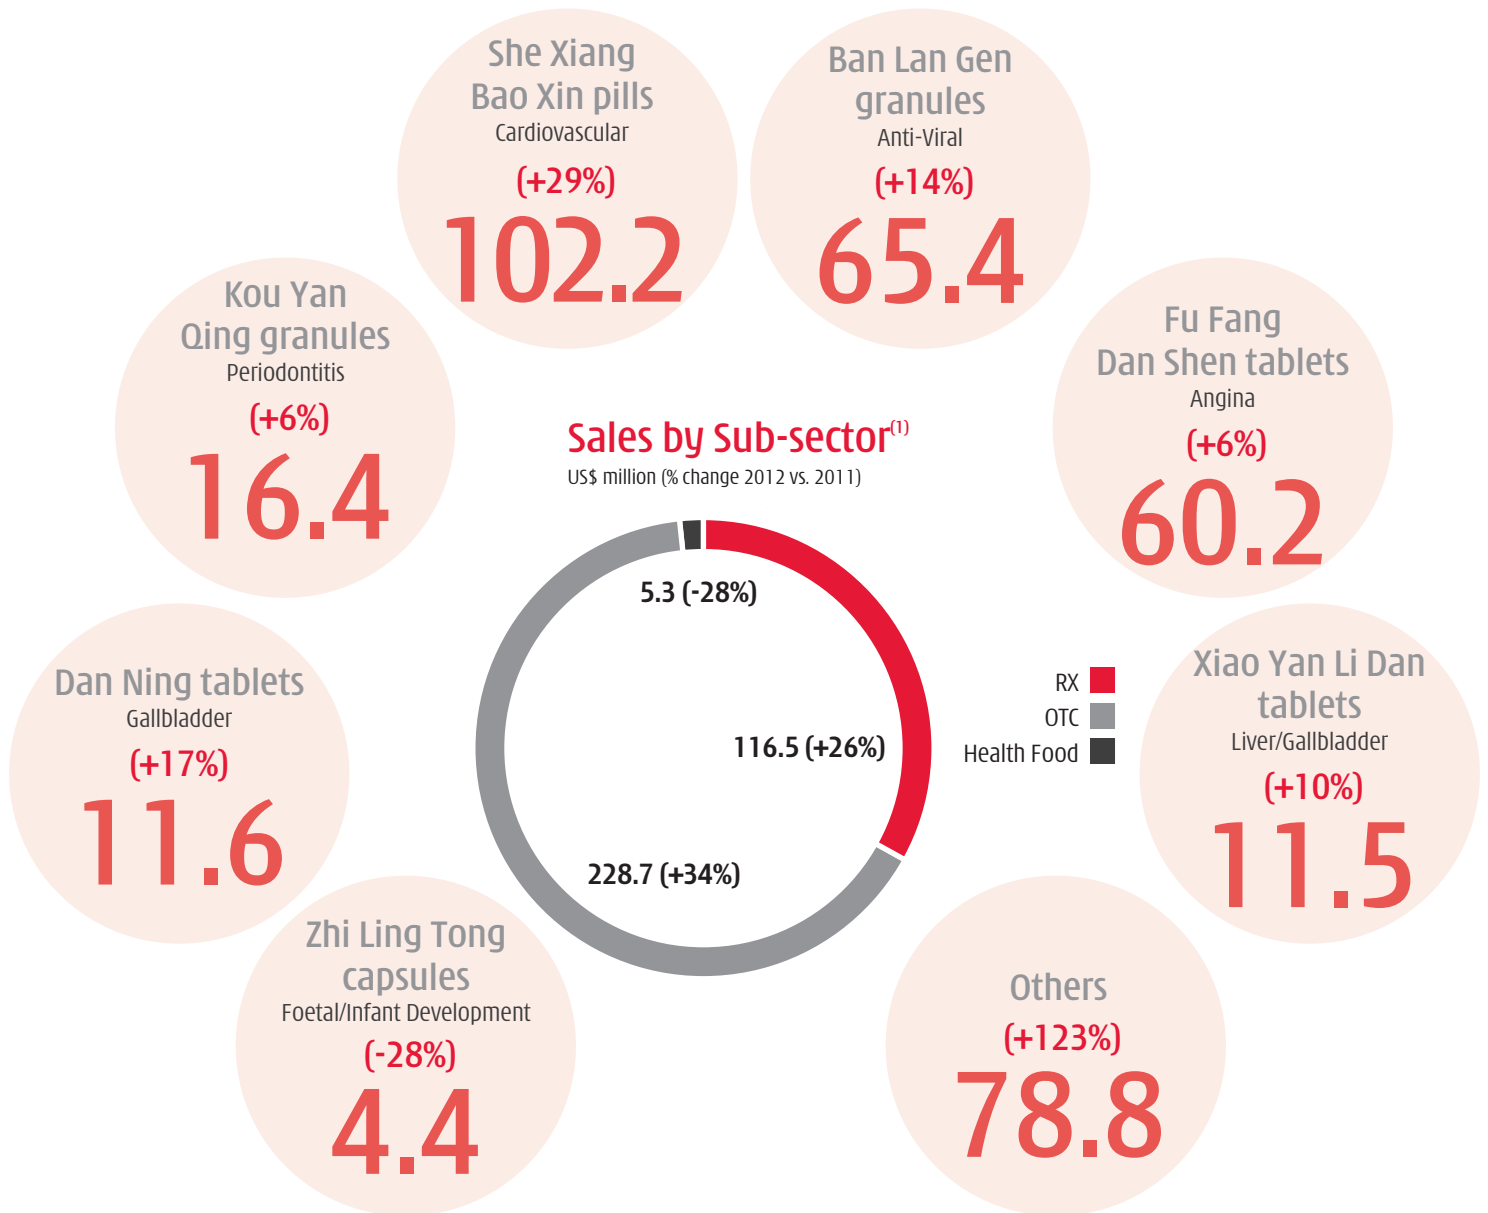 She Xiang
Bao Xin pills
Cardiovascular
(+29%)
102.2
Ban Lan Gen
granules
Anti-Viral
(+14%)
65.4
Kou Yan
Qing granules
Periodontitis
(+6%)
16.4
Fu Fang
Dan Shen tablets
Angina
(+6%)
60.2
Sales by Sub-sector(1)
US$ million (% change 2012 vs. 2011)
5.3 (-28%)
116.5 (+26%)
228.7 (+34%)
RX
OTC
Health Food
Dan Ning tablets
Gallbladder
(+17%)
11.6
Xiao Yan Li Dan
tablets
Liver/Gallbladder
(+10%)
11.5
Zhi Ling Tong
capsules
Foetal/Infant Development
(-28%)
4.4
Others
(+123%)
78.8